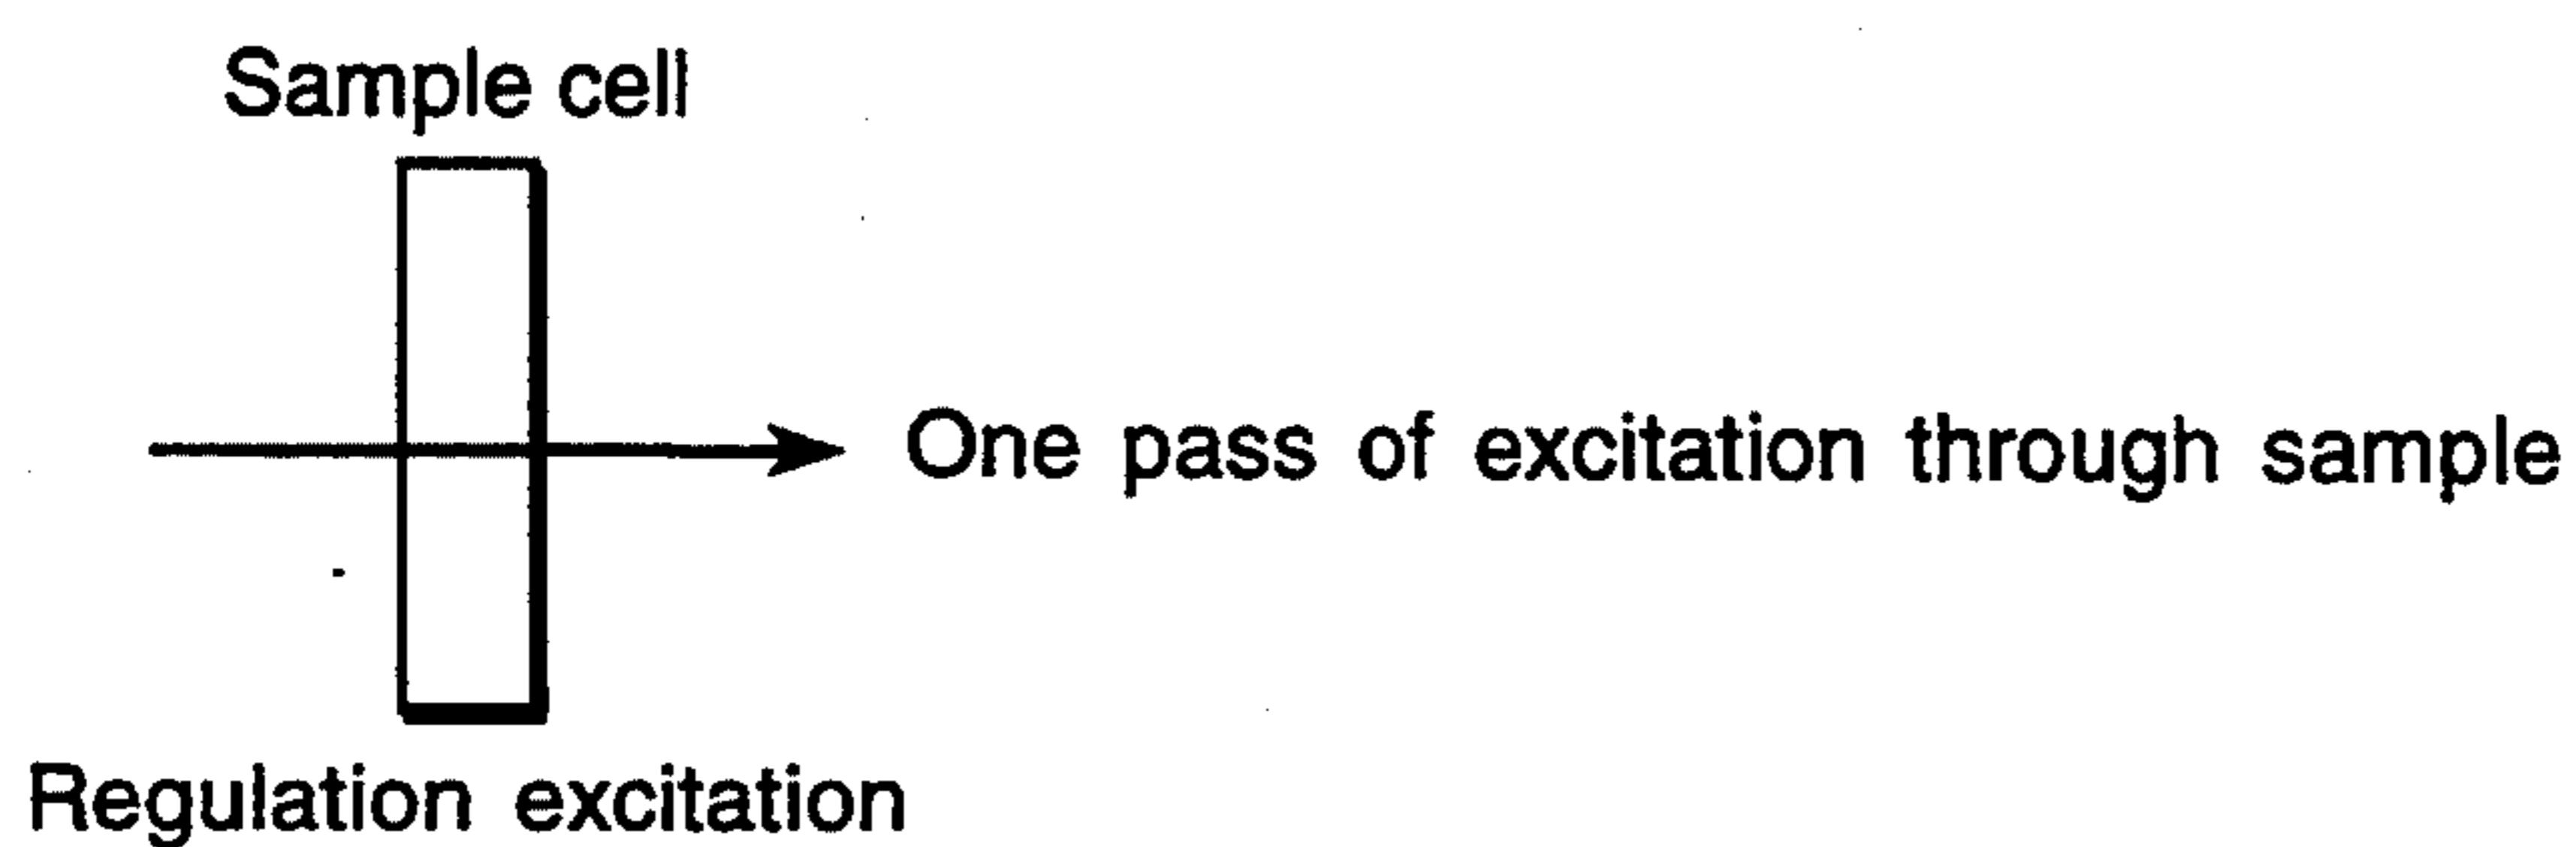 Sample cell
One pass of excitation through sample
Regulation excitation